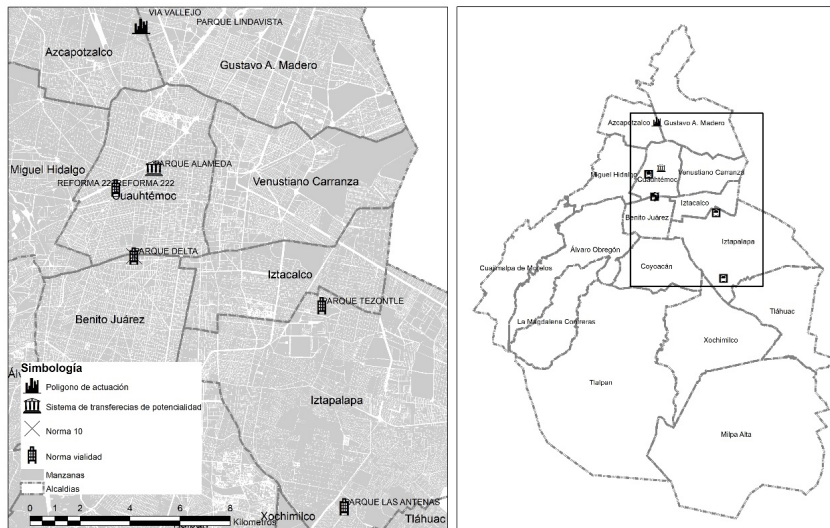 VIA VALLEJO
PARQUE LINDAVISTA
Azcapotzalco
Gustavo A. Madero
Miguel Hidalgo
PARQUE ALAMEDA
REFORMA 222
REFORMA 222
Cuauhtémoc
Venustiano Carranza
PARQUE DELTA
Iztacalco
Benito Juárez
PARQUE TEZONTLE
Simbología
Ál
Poligono de actuación
Sistema de transferecias de potencialidad
Norma 10
Norma vialidad
Manzanas
Alcaldias
Iztapalapa
PARQUE LAS ANTENAS
Xochimilco
Tláhuac
0 2 4 6 8
Kilometros
Azcapotzalco
Gustavo A. Madero
Miguel Hidalgo
Cuauhtémoc
Venustiano Carranza
Iztacalco
Benito Juárez
Iztapalapa
Álvaro Obregón
Coyoacán
Cuajimalpa de Morelos
La Magdalena Contreras
Tláhuac
Xochimilco
Tlalpan
Milpa Alta